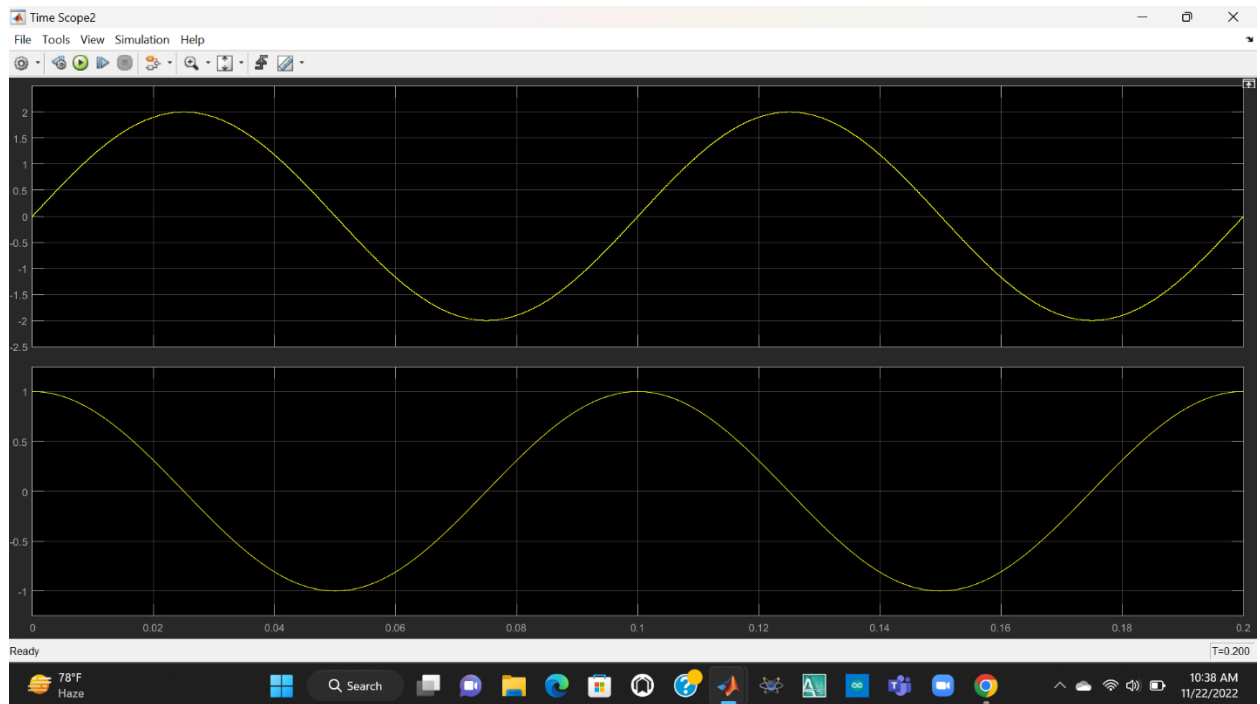 Time Scope2
File Tools View Simulation Help
2
1.5
1
0.5
0
-0.5
-1
-1.5
-2
-2.5
1
0.5
0
-0.5
-1
0 0.02 0.04 0.06 0.08 0.1 0.12 0.14 0.16 0.18 0.2
Ready T=0.200
78°F
Haze
Search
10:38 AM
11/22/2022